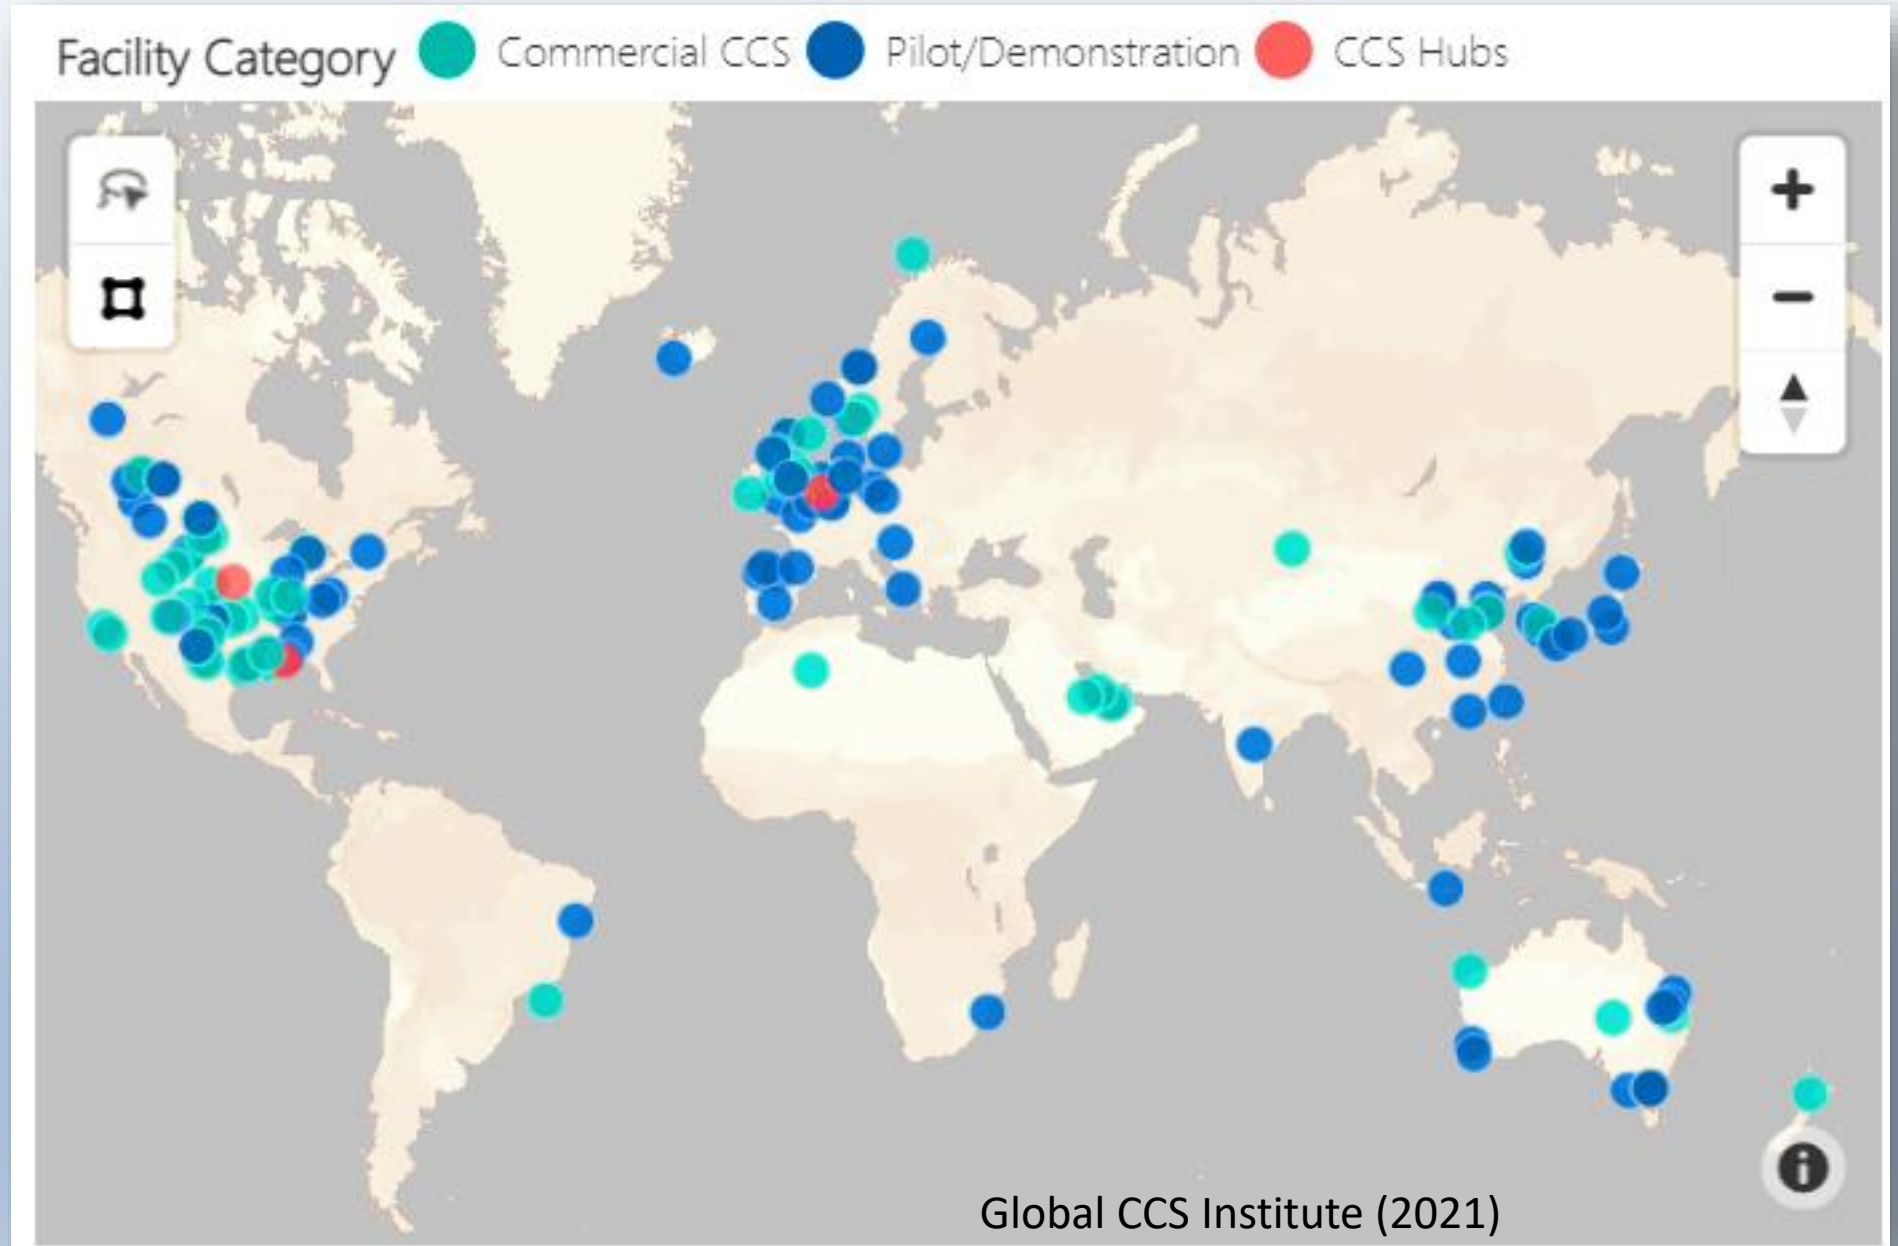 Facility Category Commercial CCS Pilot/Demonstration CCS Hubs
Global CCS Institute (2021)